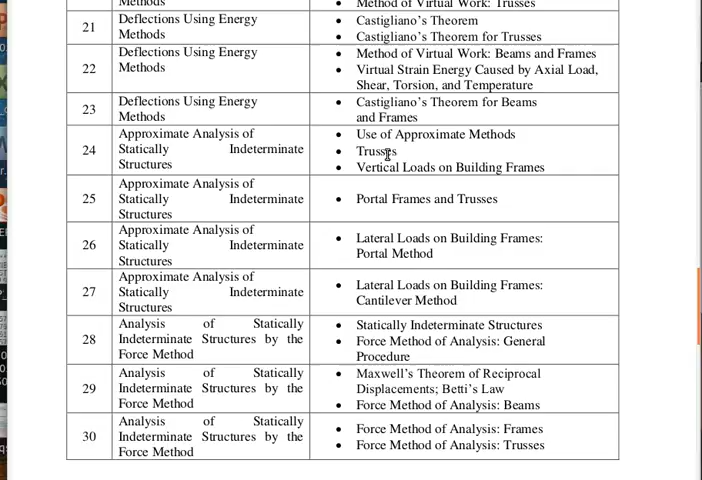 Methods
• Method of Virtual Work: Trusses
21
Deflections Using Energy
Methods
• Castigliano's Theorem
• Castigliano's Theorem for Trusses
22
Deflections Using Energy
Methods
• Method of Virtual Work: Beams and Frames
• Virtual Strain Energy Caused by Axial Load,
Shear, Torsion, and Temperature
23
Deflections Using Energy
Methods
• Castigliano's Theorem for Beams
and Frames
24
Approximate Analysis of
Statically Indeterminate
Structures
• Use of Approximate Methods
• Trusses
• Vertical Loads on Building Frames
25
Approximate Analysis of
Statically Indeterminate
Structures
• Portal Frames and Trusses
26
Approximate Analysis of
Statically Indeterminate
Structures
• Lateral Loads on Building Frames:
Portal Method
27
Approximate Analysis of
Statically Indeterminate
Structures
• Lateral Loads on Building Frames:
Cantilever Method
28
Analysis of Statically
Indeterminate Structures by the
Force Method
• Statically Indeterminate Structures
• Force Method of Analysis: General
Procedure
29
Analysis of Statically
Indeterminate Structures by the
Force Method
• Maxwell's Theorem of Reciprocal
Displacements; Betti's Law
• Force Method of Analysis: Beams
30
Analysis of Statically
Indeterminate Structures by the
Force Method
• Force Method of Analysis: Frames
• Force Method of Analysis: Trusses